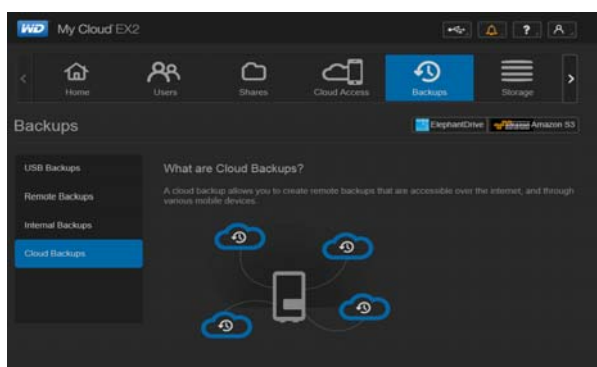 WD My Cloud EX2
?
Home Users Shares Cloud Access Backups Storage
Backups
ElephantDrive Amazon S3
USB Backups
Remote Backups
Internal Backups
Cloud Backups
What are Cloud Backups?
A cloud backup allows you to create remote backups that are accessible over the internet, and through
various mobile devices.